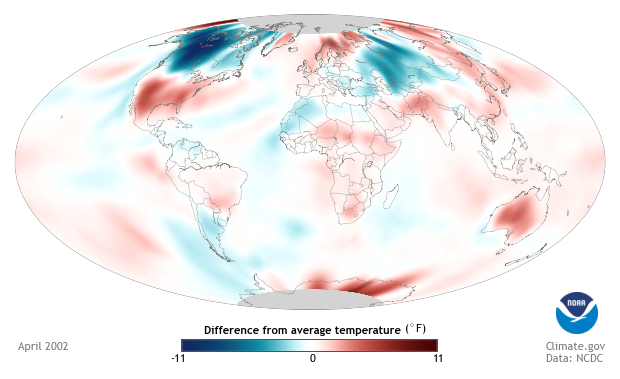 NOAA
Difference from average temperature (°F)
April 2002
-11
0
11
Climate.gov
Data: NCDC